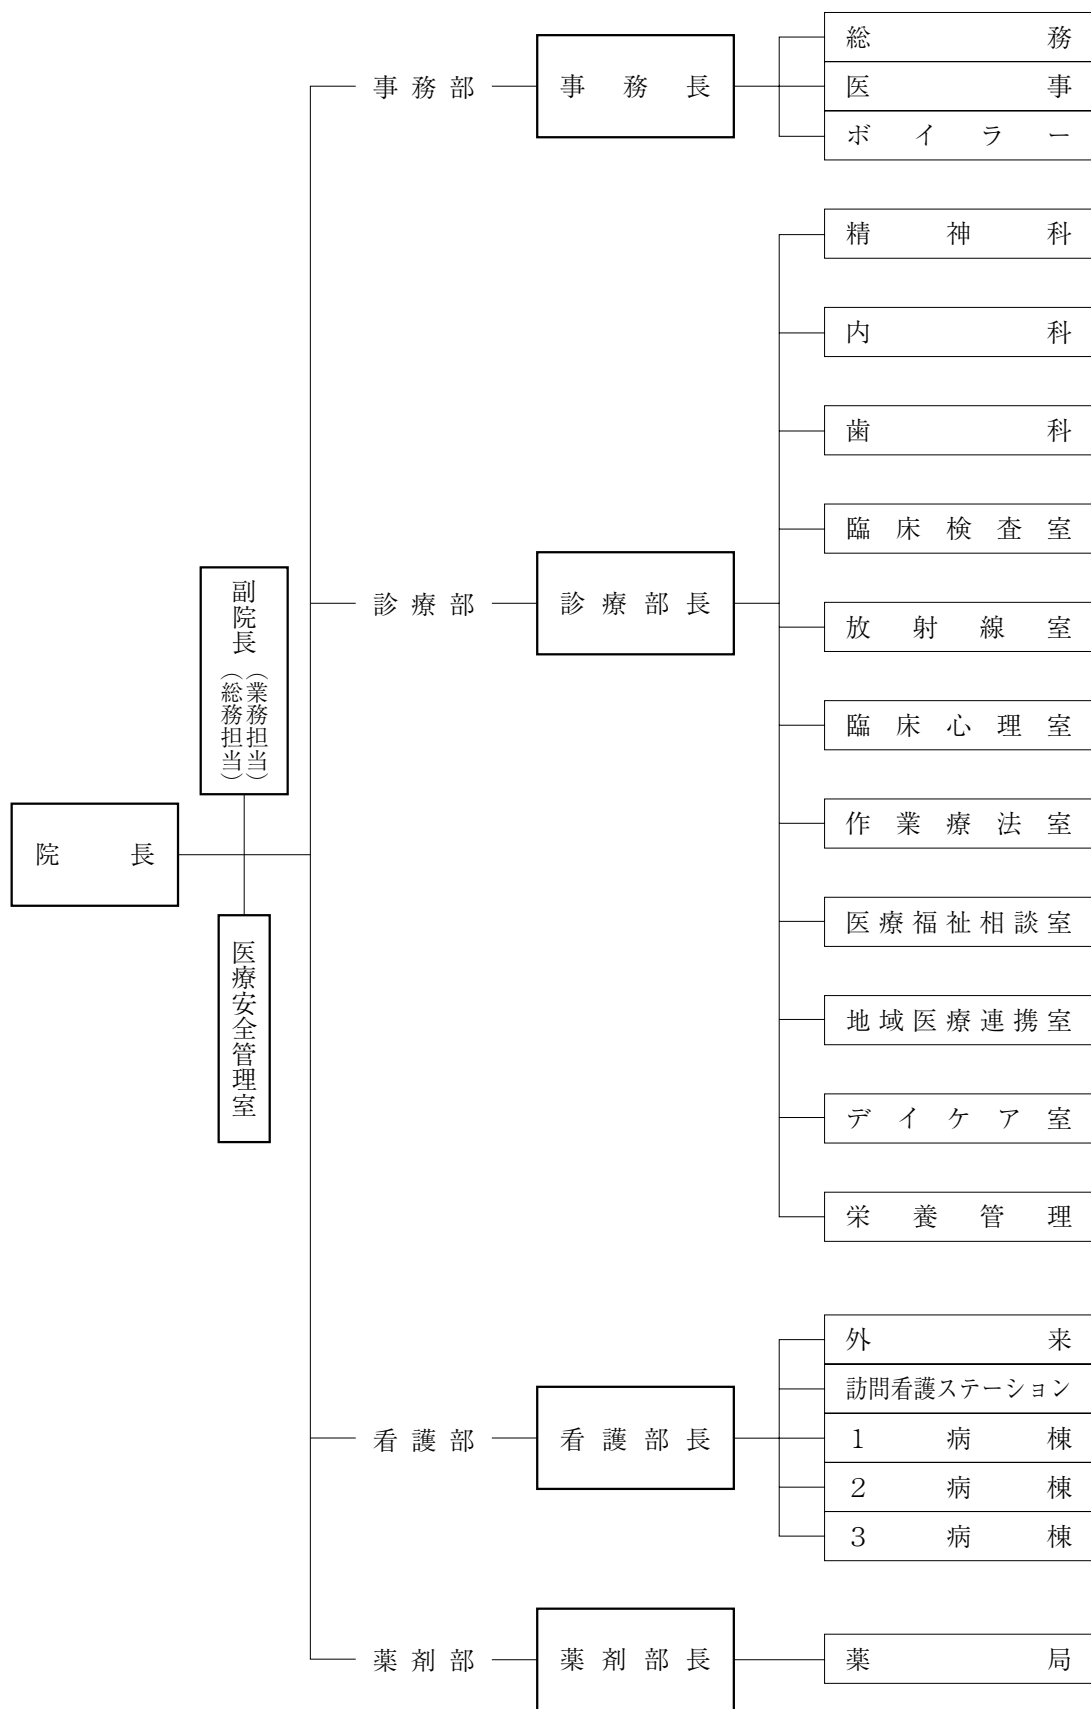 院長
副院長
(業務担当)
(総務担当)
医療安全管理室
事務部
事務長
総務
医事
ボイラー
診療部
診療部長
精神科
内科
歯科
臨床検査室
放射線室
臨床心理室
作業療法室
医療福祉相談室
地域医療連携室
デイケア室
栄養管理
看護部
看護部長
外来
訪問看護ステーション
1病棟
2病棟
3病棟
薬剤部
薬剤部長
薬局